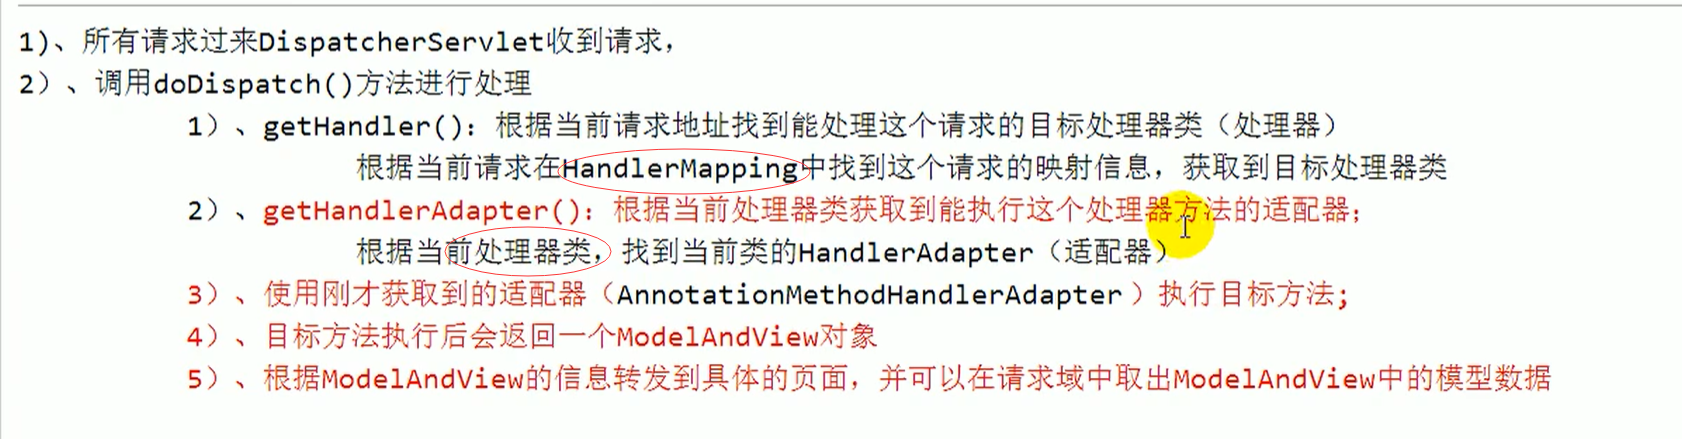 1)、所有请求过来DispatcherServlet收到请求,
2）、调用doDispatch()方法进行处理
1）、getHandler()：根据当前请求地址找到能处理这个请求的目标处理器类（处理器）
根据当前请求在HandlerMapping中找到这个请求的映射信息，获取到目标处理器类
2）、getHandlerAdapter()：根据当前处理器类获取到能执行这个处理器方法的适配器；
根据当前处理器类，找到当前类的HandlerAdapter（适配器）
3）、使用刚才获取到的适配器（AnnotationMethodHandlerAdapter ）执行目标方法；
4）、目标方法执行后会返回一个ModelAndView对象
5）、根据ModelAndView的信息转发到具体的页面，并可以在请求域中取出ModelAndView中的模型数据